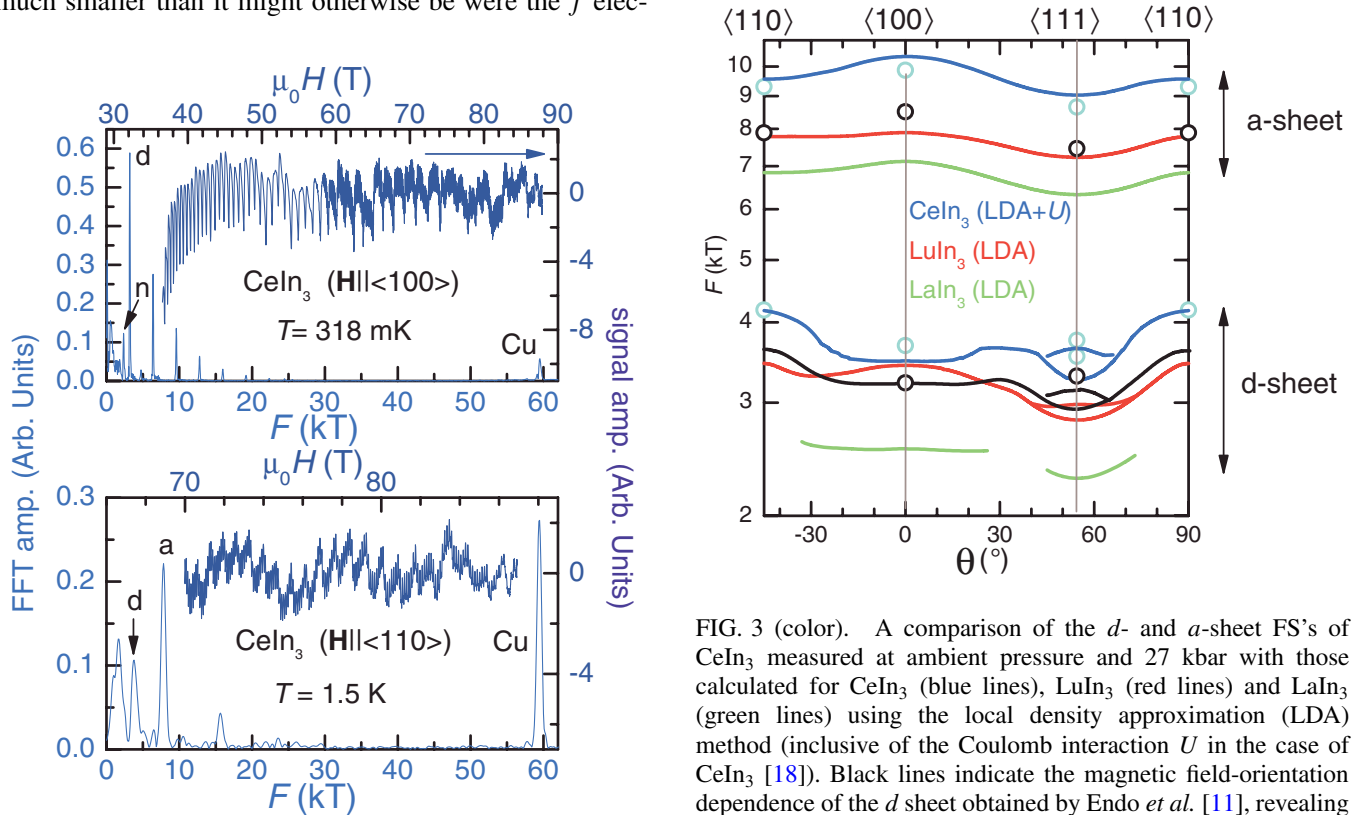 much smaller than it might otherwise be were the f elec-
μ0H (T)
30 40 50 60 70 80 90
0.6
0.5
0.4
0.3
0.2
0.1
0.0
d
n
0
-4
-8
CeIn3 (H||<100>)
T= 318 mK
Cu
0 10 20 30 40 50 60
F (kT)
μ0H (T)
70 80
0.3
0.2
0.1
0.0
a
d
0
-4
CeIn3 (H||<110>)
T = 1.5 K
Cu
0 10 20 30 40 50 60
F (kT)
FFT amp. (Arb. Units)
signal amp. (Arb. Units)
⟨110⟩ ⟨100⟩ ⟨111⟩ ⟨110⟩
10
9
8
7
6
5
4
3
2
F (kT)
a-sheet
CeIn3 (LDA+U)
LuIn3 (LDA)
LaIn3 (LDA)
d-sheet
-30 0 30 60 90
θ (°)
FIG. 3 (color). A comparison of the d- and a-sheet FS's of
CeIn3 measured at ambient pressure and 27 kbar with those
calculated for CeIn3 (blue lines), LuIn3 (red lines) and LaIn3
(green lines) using the local density approximation (LDA)
method (inclusive of the Coulomb interaction U in the case of
CeIn3 [18]). Black lines indicate the magnetic field-orientation
dependence of the d sheet obtained by Endo et al. [11], revealing